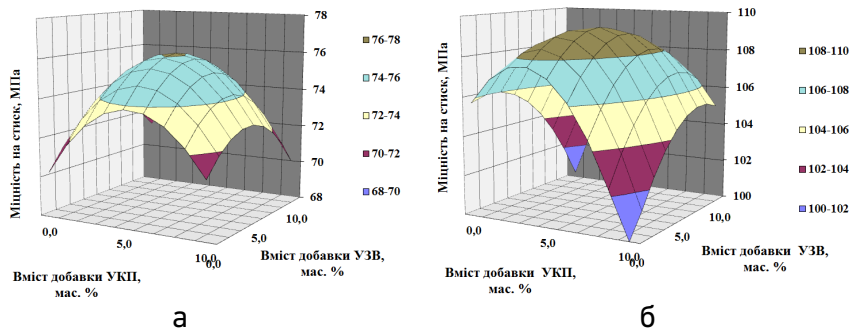 Міцність на стиск, МПа
78
76
74
72
70
68
0,0
5,0
10,0
0,0
5,0
10,0
Вміст добавки УКП,
мас. %
Вміст добавки УЗВ,
мас. %
76-78
74-76
72-74
70-72
68-70
а
Міцність на стиск, МПа
110
108
106
104
102
100
0,0
5,0
10,0
0,0
5,0
10,0
Вміст добавки УКП,
мас. %
Вміст добавки УЗВ,
мас. %
108-110
106-108
104-106
102-104
100-102
б